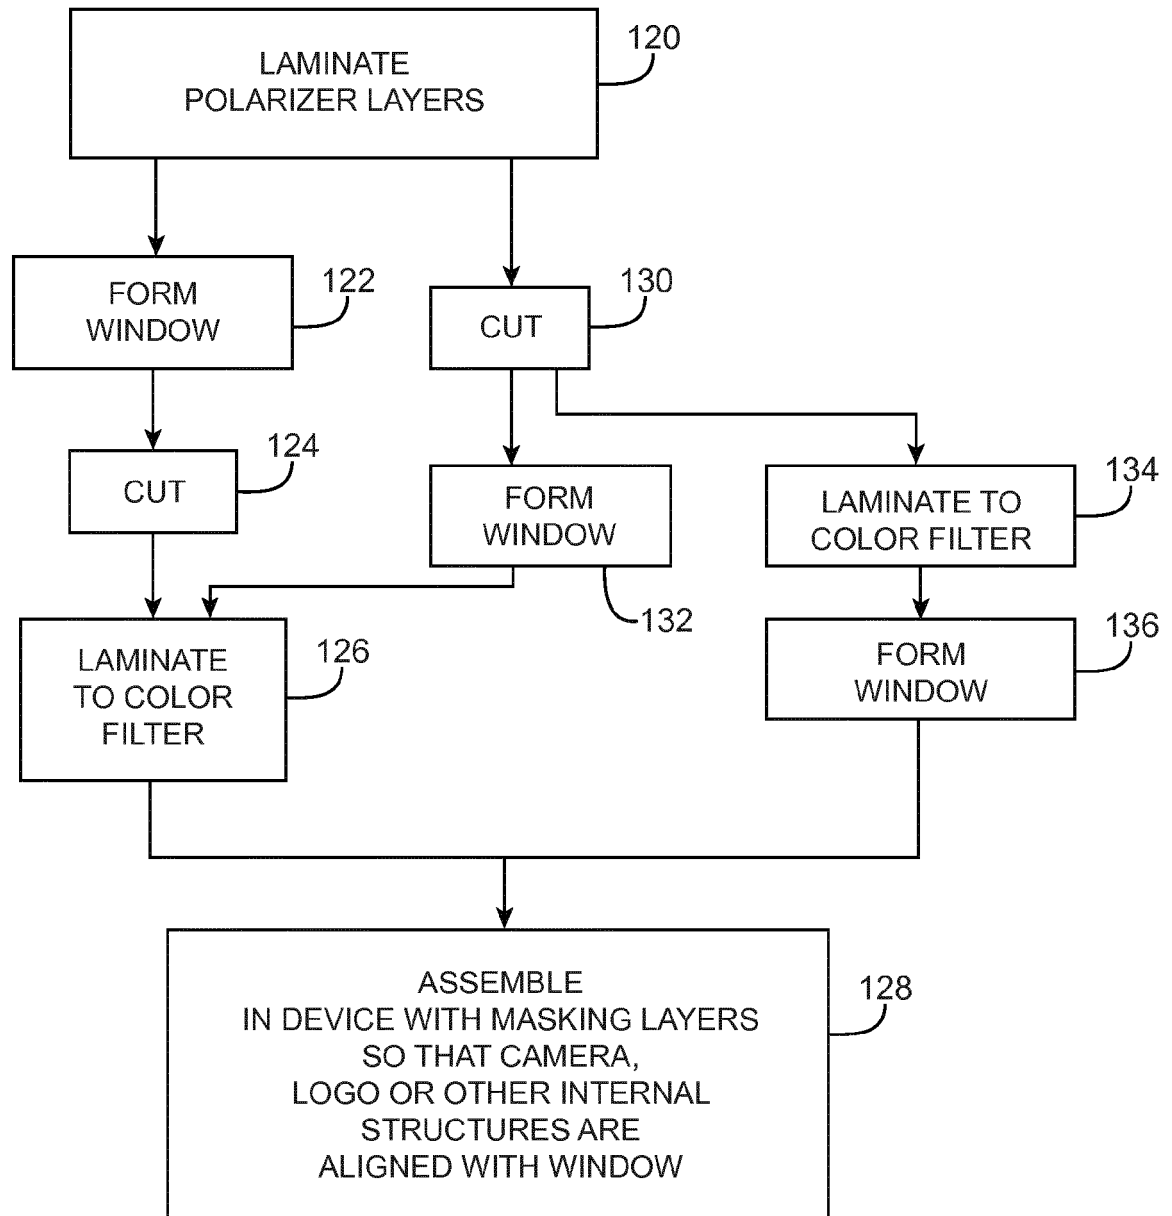 LAMINATE
POLARIZER LAYERS
120
FORM
WINDOW
122
CUT
130
CUT
124
FORM
WINDOW
132
LAMINATE TO
COLOR FILTER
134
LAMINATE
TO COLOR
FILTER
126
FORM
WINDOW
136
ASSEMBLE
IN DEVICE WITH MASKING LAYERS
SO THAT CAMERA,
LOGO OR OTHER INTERNAL
STRUCTURES ARE
ALIGNED WITH WINDOW
128